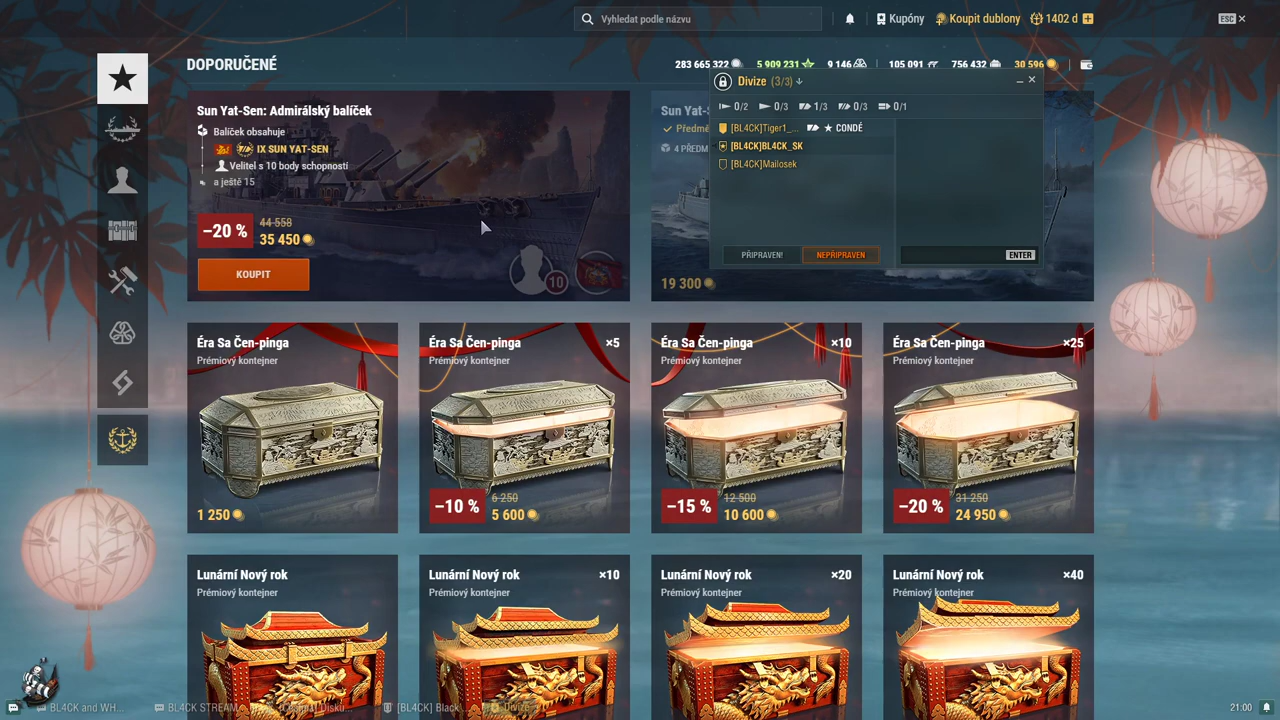 Vyhledat podle názvu
Kupóny
Koupit dublony
1402 d
ESC
DOPORUČENÉ
283 665 322
5 909 231
9 146
105 091
756 432
30 596
Divize (3/3)
0/2
0/3
1/3
0/3
0/1
[BL4CK]Tiger1_...
CONDÉ
[BL4CK]BL4CK_SK
[BL4CK]Mailosek
PŘIPRAVEN!
NEPŘIPRAVEN
ENTER
Sun Yat-Sen: Admirálský balíček
Balíček obsahuje
IX SUN YAT-SEN
Velitel s 10 body schopností
a ještě 15
–20 %
44 558
35 450
KOUPIT
10
Sun Yat-S
Předmě
4 PŘEDM
19 300
Éra Sa Čen-pinga
Prémiový kontejner
1 250
Éra Sa Čen-pinga
×5
Prémiový kontejner
–10 %
6 250
5 600
Éra Sa Čen-pinga
×10
Prémiový kontejner
–15 %
12 500
10 600
Éra Sa Čen-pinga
×25
Prémiový kontejner
–20 %
31 250
24 950
Lunární Nový rok
Prémiový kontejner
Lunární Nový rok
×10
Prémiový kontejner
Lunární Nový rok
×20
Prémiový kontejner
Lunární Nový rok
×40
Prémiový kontejner
BL4CK and WH...
BL4CK STREAM
[BL4CK] Black
Divize
21:00